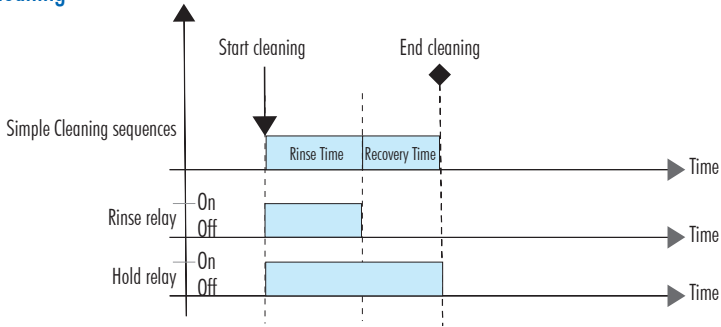 Start cleaning
End cleaning
Simple Cleaning sequences
Rinse Time
Recovery Time
Time
Rinse relay
On
Off
Time
Hold relay
On
Off
Time